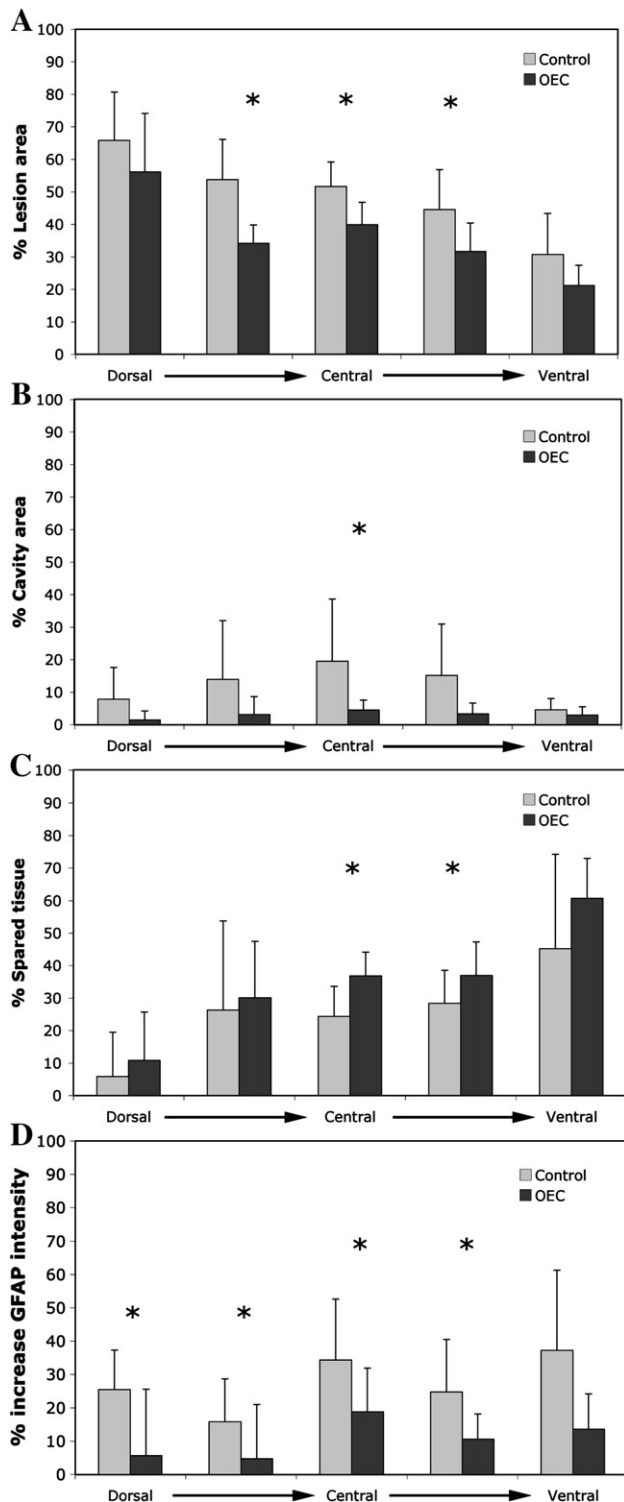 A
100
90
80
70
60
50
40
30
20
10
0
% Lesion area
Control
OEC
*
*
*
Dorsal
Central
Ventral
B
100
90
80
70
60
50
40
30
20
10
0
% Cavity area
Control
OEC
*
Dorsal
Central
Ventral
C
100
90
80
70
60
50
40
30
20
10
0
% Spared tissue
Control
OEC
*
*
Dorsal
Central
Ventral
D
100
90
80
70
60
50
40
30
20
10
0
% increase GFAP intensity
Control
OEC
*
*
*
*
Dorsal
Central
Ventral